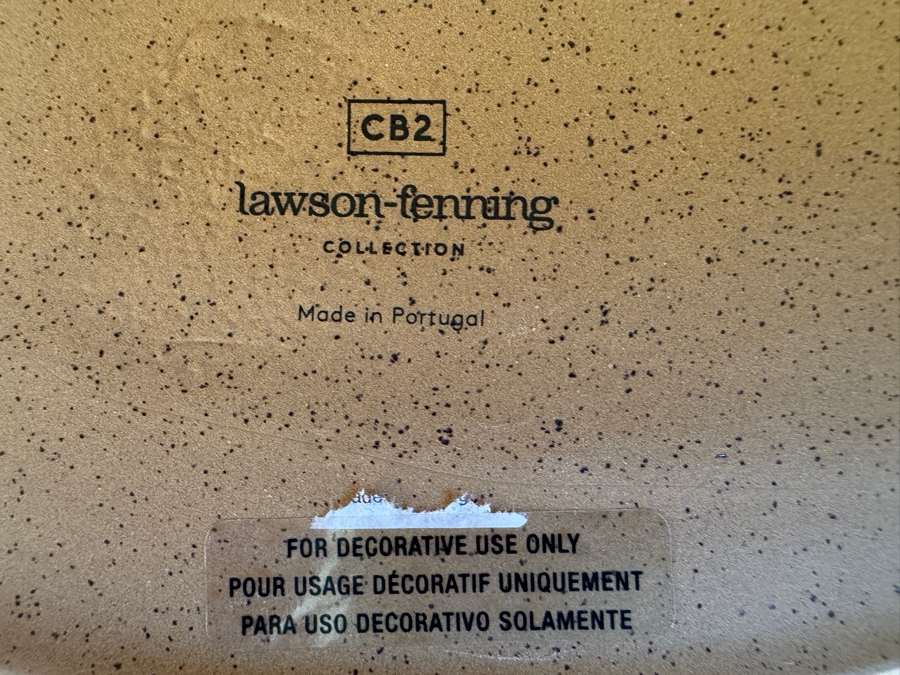 CB2
lawson-fenning
COLLECTION
Made in Portugal
FOR DECORATIVE USE ONLY
POUR USAGE DÉCORATIF UNIQUEMENT
PARA USO DECORATIVO SOLAMENTE